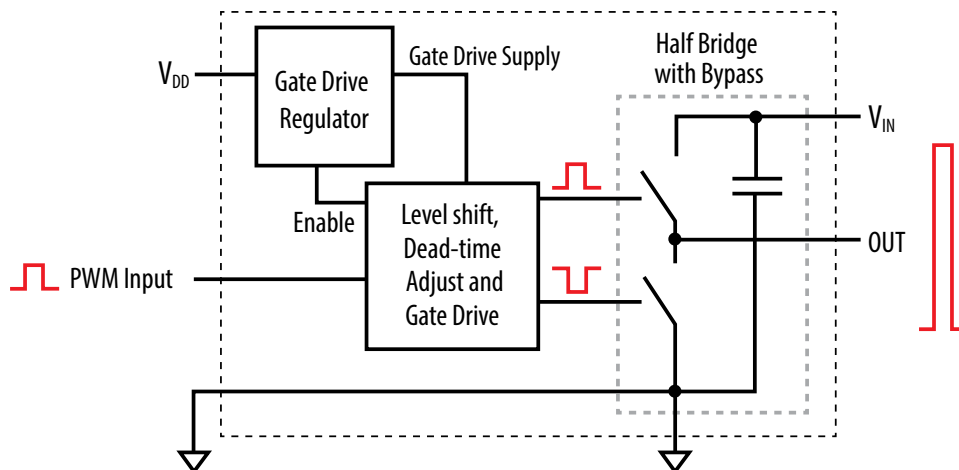 Half Bridge
with Bypass
Gate Drive Supply
V_DD
Gate Drive
Regulator
V_IN
Enable
Level shift,
Dead-time
Adjust and
Gate Drive
OUT
PWM Input